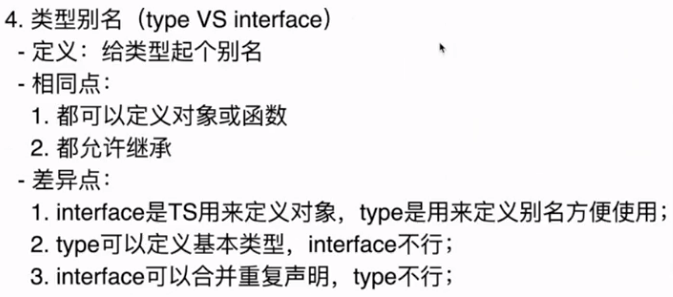 4. 类型别名（type VS interface）
- 定义：给类型起个别名
- 相同点：
1. 都可以定义对象或函数
2. 都允许继承
- 差异点：
1. interface是TS用来定义对象，type是用来定义别名方便使用；
2. type可以定义基本类型，interface不行；
3. interface可以合并重复声明，type不行；